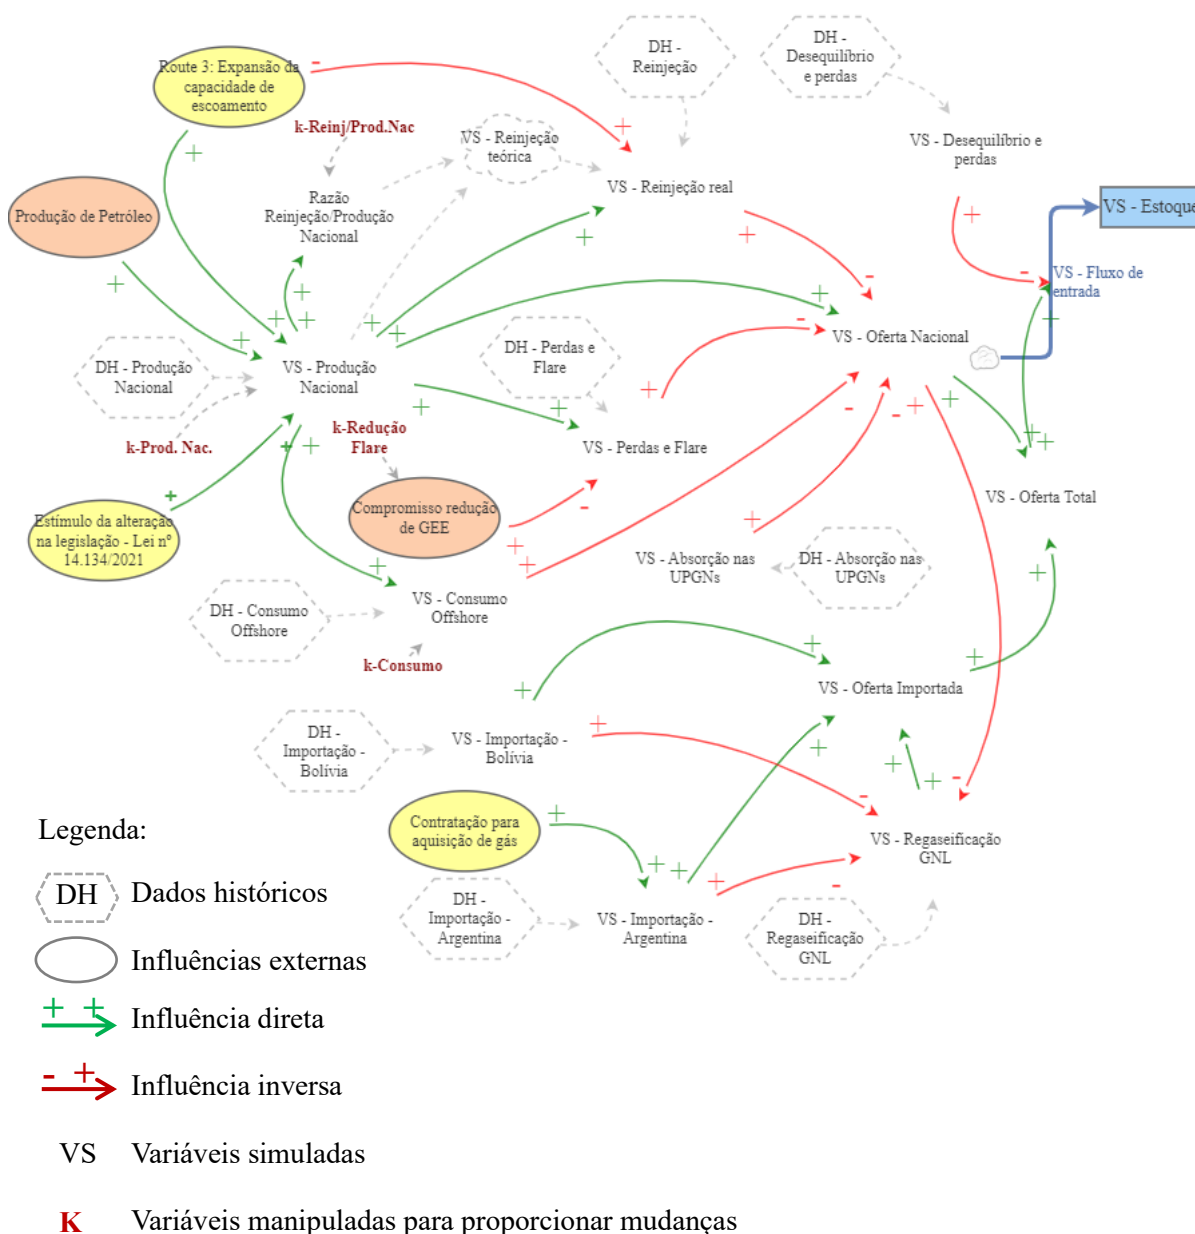 DH -
Reinjeção
DH -
Desequilíbrio
e perdas
Route 3: Expansão da
capacidade de
escoamento
-
+
k-Reinj/Prod.Nac
VS - Reinjeção
teórica
+
VS - Desequilíbrio e
perdas
VS - Reinjeção real
Produção de Petróleo
Razão
Reinjeção/Produção
Nacional
+
+
+
+
VS - Estoque
+
+
-
-
VS - Fluxo de
entrada
+
+
+
+
+
+
+
+
-
+
VS - Oferta Nacional
DH - Produção
Nacional
VS - Produção
Nacional
DH - Perdas e
Flare
+
+
+
-
-
+
+
k-Prod. Nac.
+
+
k-Redução
Flare
VS - Perdas e Flare
+
+
+
Estímulo da alteração
na legislação - Lei nº
14.134/2021
Compromisso redução
de GEE
-
+
+
+
VS - Oferta Total
+
VS - Absorção nas
UPGNs
DH - Absorção nas
UPGNs
+
DH - Consumo
Offshore
VS - Consumo
Offshore
k-Consumo
+
+
+
VS - Oferta Importada
DH -
Importação -
Bolívia
VS - Importação -
Bolívia
+
+
+
+
-
-
Contratação para
aquisição de gás
+
VS - Regaseificação
GNL
+
+
+
-
DH -
Importação -
Argentina
VS - Importação -
Argentina
DH -
Regaseificação
GNL
Legenda:
DH Dados históricos
Influências externas
+ + Influência direta
- + Influência inversa
VS Variáveis simuladas
K Variáveis manipuladas para proporcionar mudanças